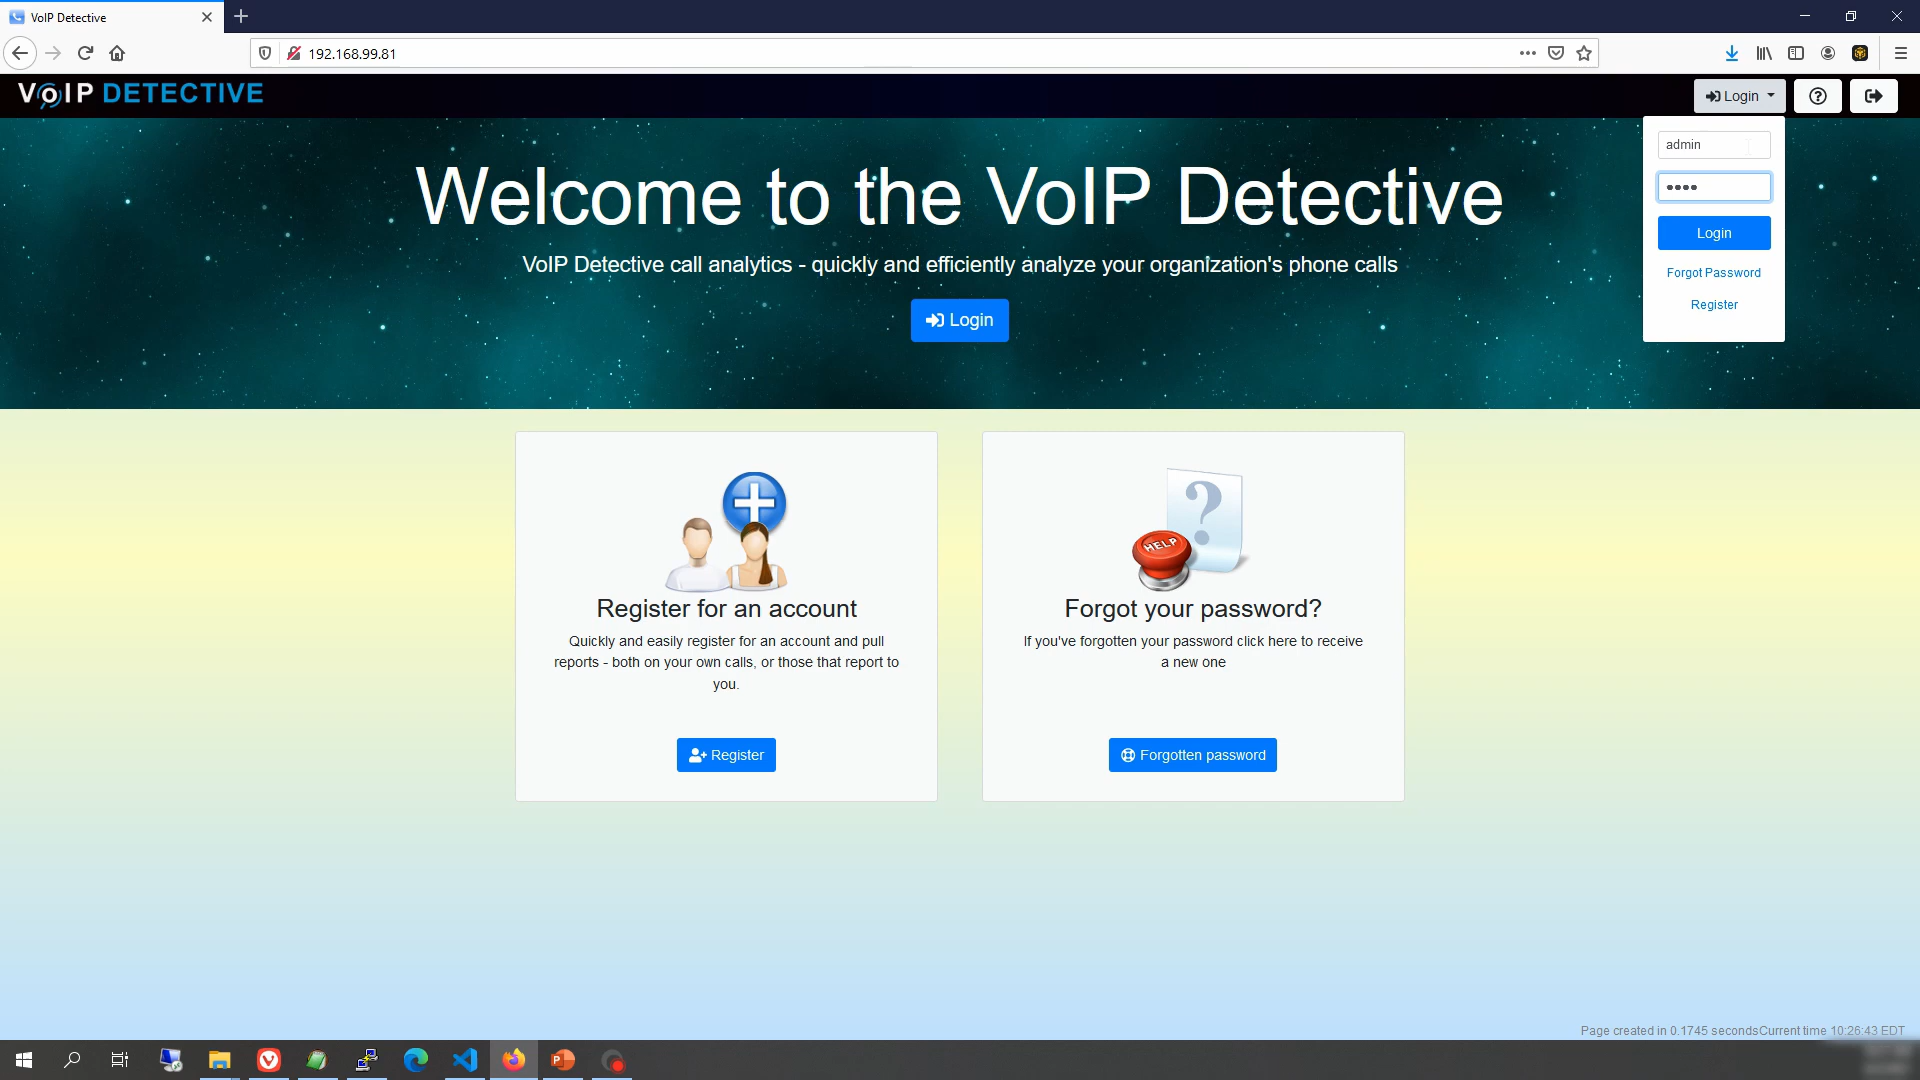 VoIP Detective
192.168.99.81
VoIP DETECTIVE
Login
admin
••••
Login
Forgot Password
Register
Welcome to the VoIP Detective
VoIP Detective call analytics - quickly and efficiently analyze your organization's phone calls
Login
Register for an account
Quickly and easily register for an account and pull
reports - both on your own calls, or those that report to
you.
Register
HELP
Forgot your password?
If you've forgotten your password click here to receive
a new one
Forgotten password
Page created in 0.1745 secondsCurrent time 10:26:43 EDT